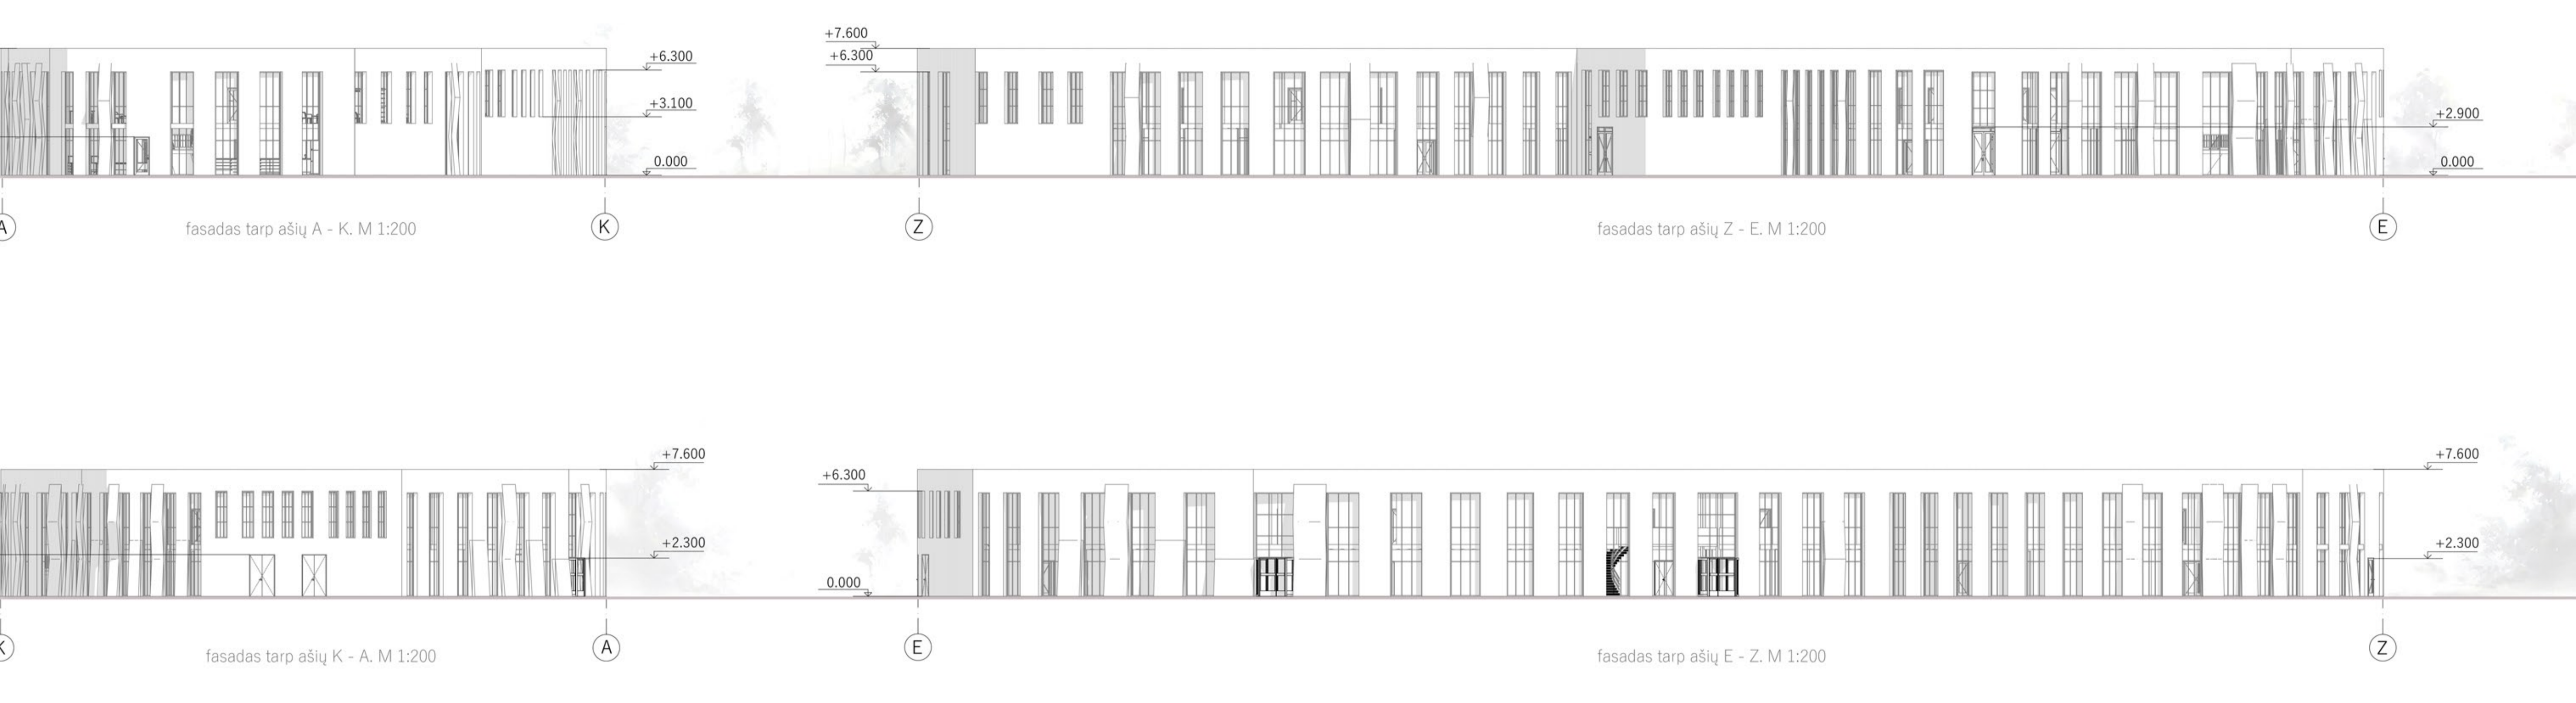 +6.300
+3.100
0.000
A
K
fasadas tarp ašių A - K. M 1:200
+7.600
+6.300
+2.900
0.000
Z
E
fasadas tarp ašių Z - E. M 1:200
+7.600
+2.300
K
A
fasadas tarp ašių K - A. M 1:200
+6.300
0.000
+7.600
+2.300
E
Z
fasadas tarp ašių E - Z. M 1:200